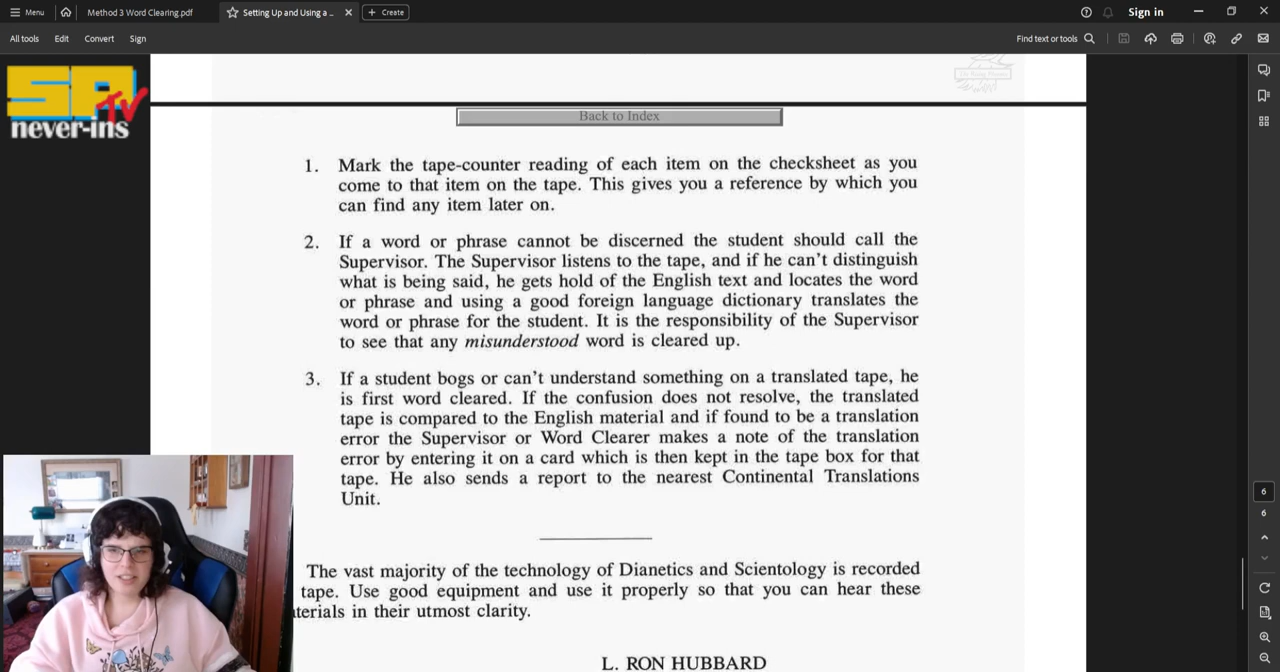 Menu
Method 3 Word Clearing.pdf
Setting Up and Using a ...
Create
Sign in
All tools
Edit
Convert
Sign
Find text or tools
SPTV
never-ins
Back to Index
1. Mark the tape-counter reading of each item on the checksheet as you
come to that item on the tape. This gives you a reference by which you
can find any item later on.
2. If a word or phrase cannot be discerned the student should call the
Supervisor. The Supervisor listens to the tape, and if he can't distinguish
what is being said, he gets hold of the English text and locates the word
or phrase and using a good foreign language dictionary translates the
word or phrase for the student. It is the responsibility of the Supervisor
to see that any misunderstood word is cleared up.
3. If a student bogs or can't understand something on a translated tape, he
is first word cleared. If the confusion does not resolve, the translated
tape is compared to the English material and if found to be a translation
error the Supervisor or Word Clearer makes a note of the translation
error by entering it on a card which is then kept in the tape box for that
tape. He also sends a report to the nearest Continental Translations
Unit.
6
6
The vast majority of the technology of Dianetics and Scientology is recorded
tape. Use good equipment and use it properly so that you can hear these
terials in their utmost clarity.
L. RON HUBBARD